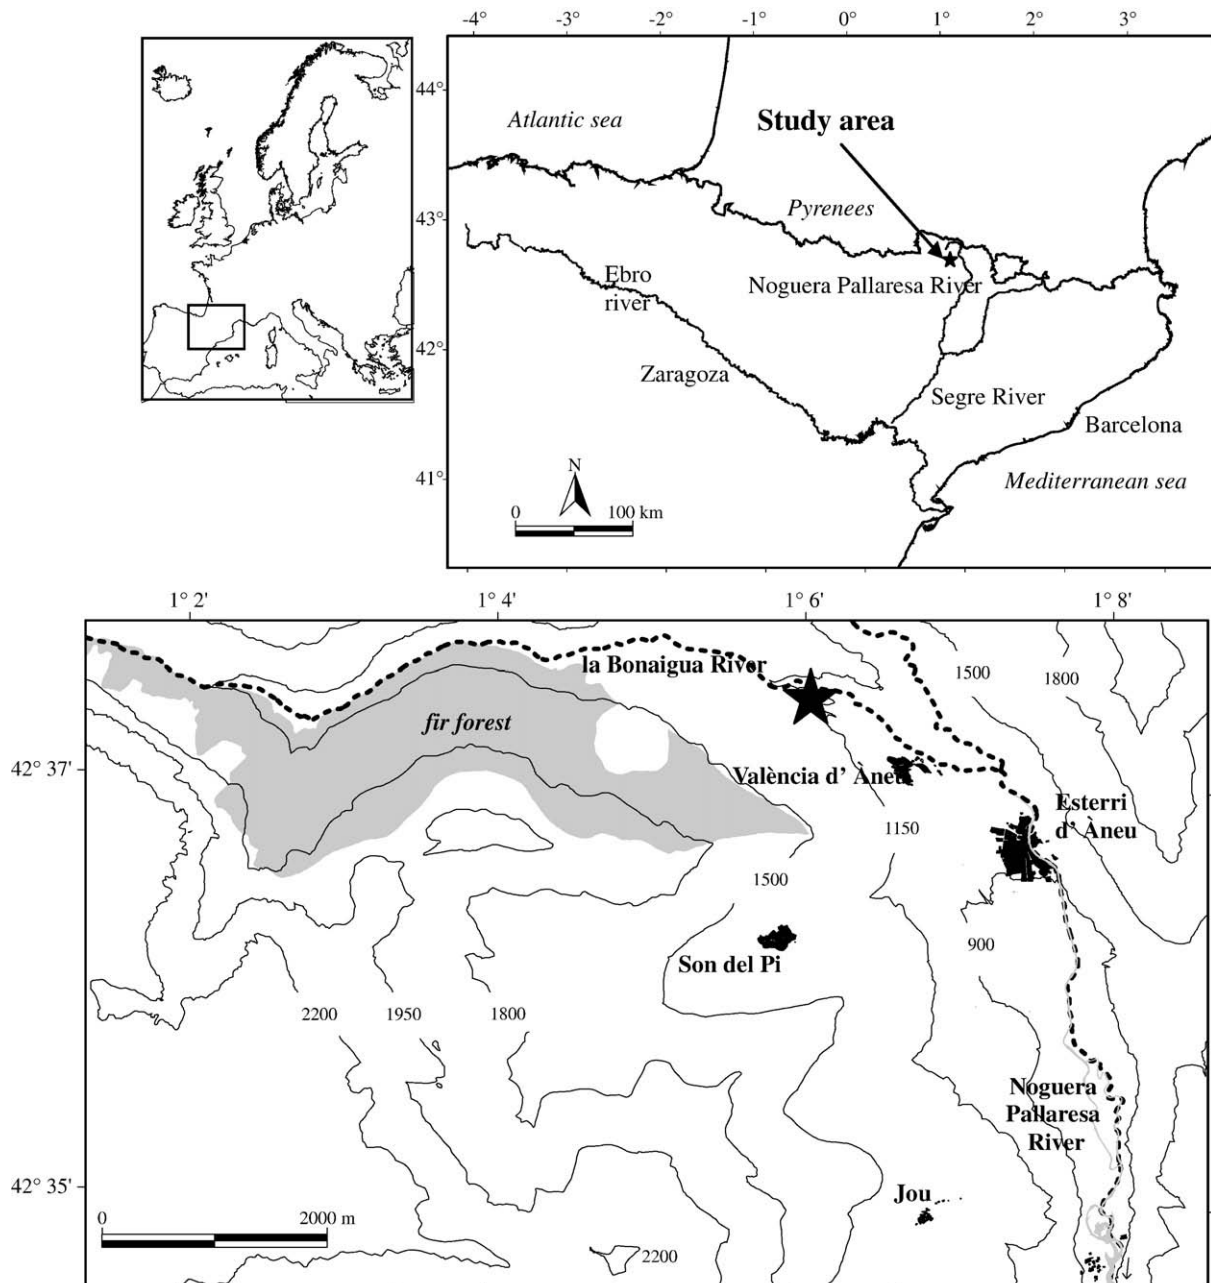 -4° -3° -2° -1° 0° 1° 2° 3°
44°
Atlantic sea
Study area
43°
Pyrenees
Ebro
river
Noguera Pallaresa River
42°
Zaragoza
Segre River
Barcelona
41°
N
Mediterranean sea
0 100 km
1° 2' 1° 4' 1° 6' 1° 8'
la Bonaigua River
1500
1800
fir forest
42° 37'
València d' Aneu
Esterri
d' Àneu
1150
1500
900
Son del Pi
2200 1950 1800
Noguera
Pallaresa
River
42° 35'
Jou
0 2000 m
2200